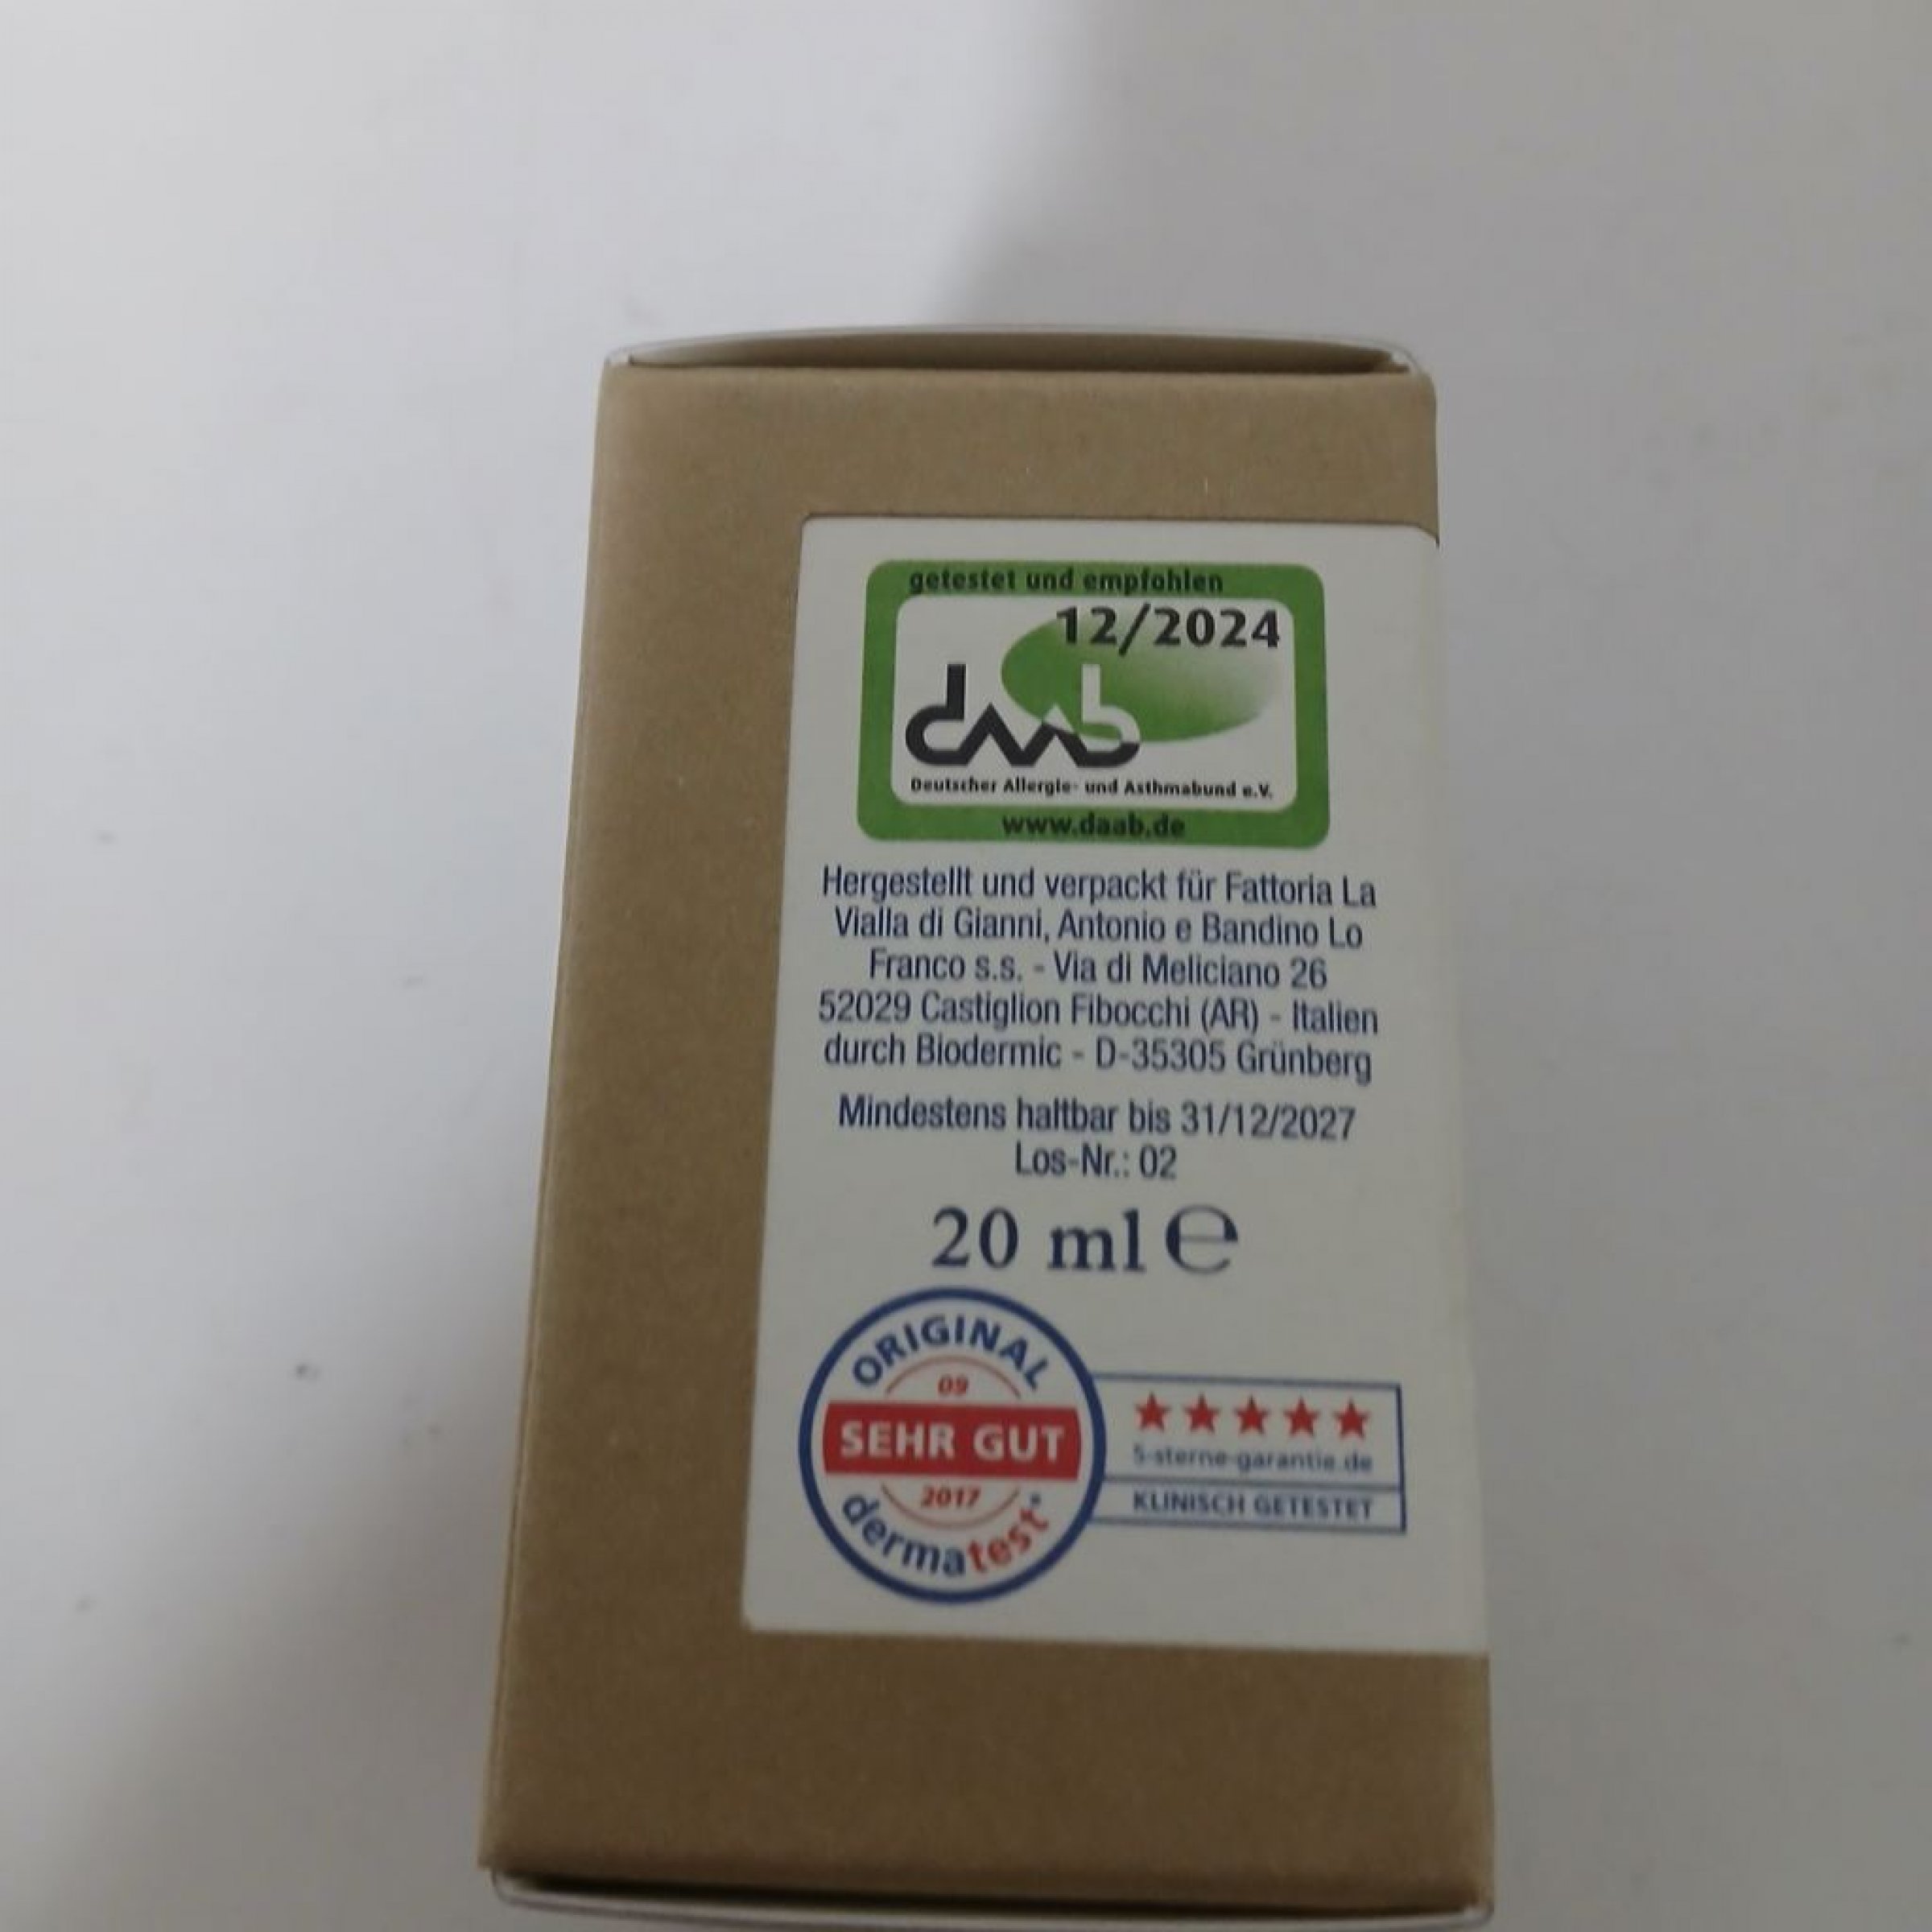 getestet und empfohlen
12/2024
daab
Deutscher Allergie- und Asthmabund e.V.
www.daab.de
Hergestellt und verpackt für Fattoria La
Vialla di Gianni, Antonio e Bandino Lo
Franco s.s. - Via di Meliciano 26
52029 Castiglion Fibocchi (AR) - Italien
durch Biodermic - D-35305 Grünberg
Mindestens haltbar bis 31/12/2027
Los-Nr.: 02
20 ml ℮
ORIGINAL
09
SEHR GUT
2017
dermatest®
5-sterne-garantie.de
KLINISCH GETESTET